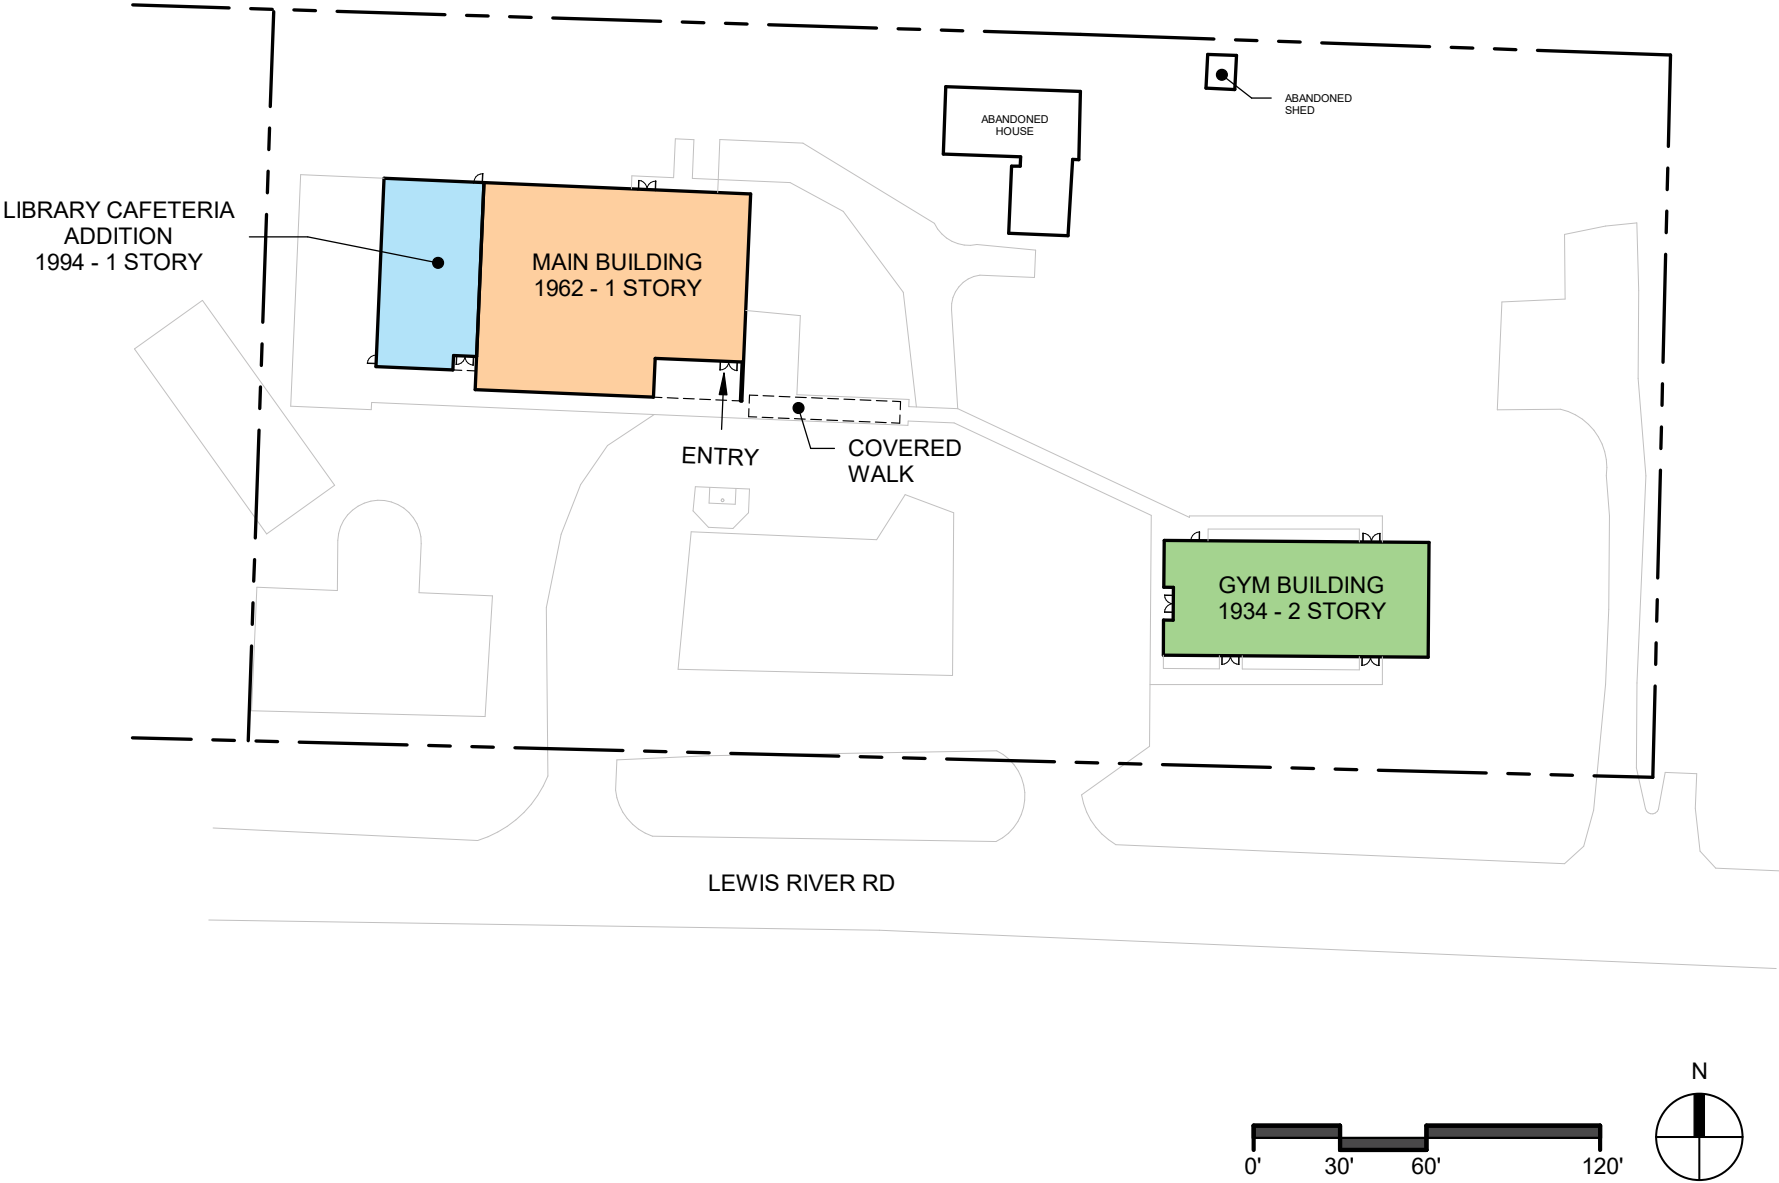 ABANDONED
SHED
ABANDONED
HOUSE
LIBRARY CAFETERIA
ADDITION
1994 - 1 STORY
MAIN BUILDING
1962 - 1 STORY
ENTRY
COVERED
WALK
GYM BUILDING
1934 - 2 STORY
LEWIS RIVER RD
N
0' 30' 60' 120'